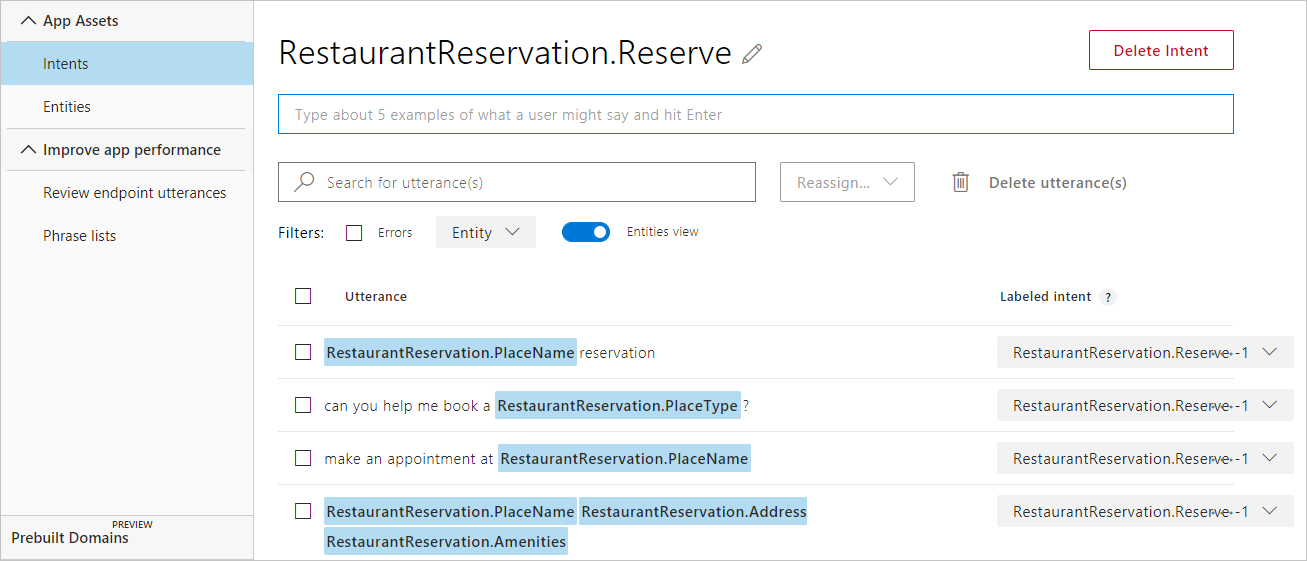 App Assets
Intents
Entities
Improve app performance
Review endpoint utterances
Phrase lists
PREVIEW
Prebuilt Domains
RestaurantReservation.Reserve
Delete Intent
Type about 5 examples of what a user might say and hit Enter
Search for utterance(s)
Reassign...
Delete utterance(s)
Filters:
Errors
Entity
Entities view
Utterance
Labeled intent ?
RestaurantReservation.PlaceName reservation
RestaurantReservation.Reserve -1
can you help me book a RestaurantReservation.PlaceType ?
RestaurantReservation.Reserve -1
make an appointment at RestaurantReservation.PlaceName
RestaurantReservation.Reserve -1
RestaurantReservation.PlaceName RestaurantReservation.Address
RestaurantReservation.Reserve -1
RestaurantReservation.Amenities